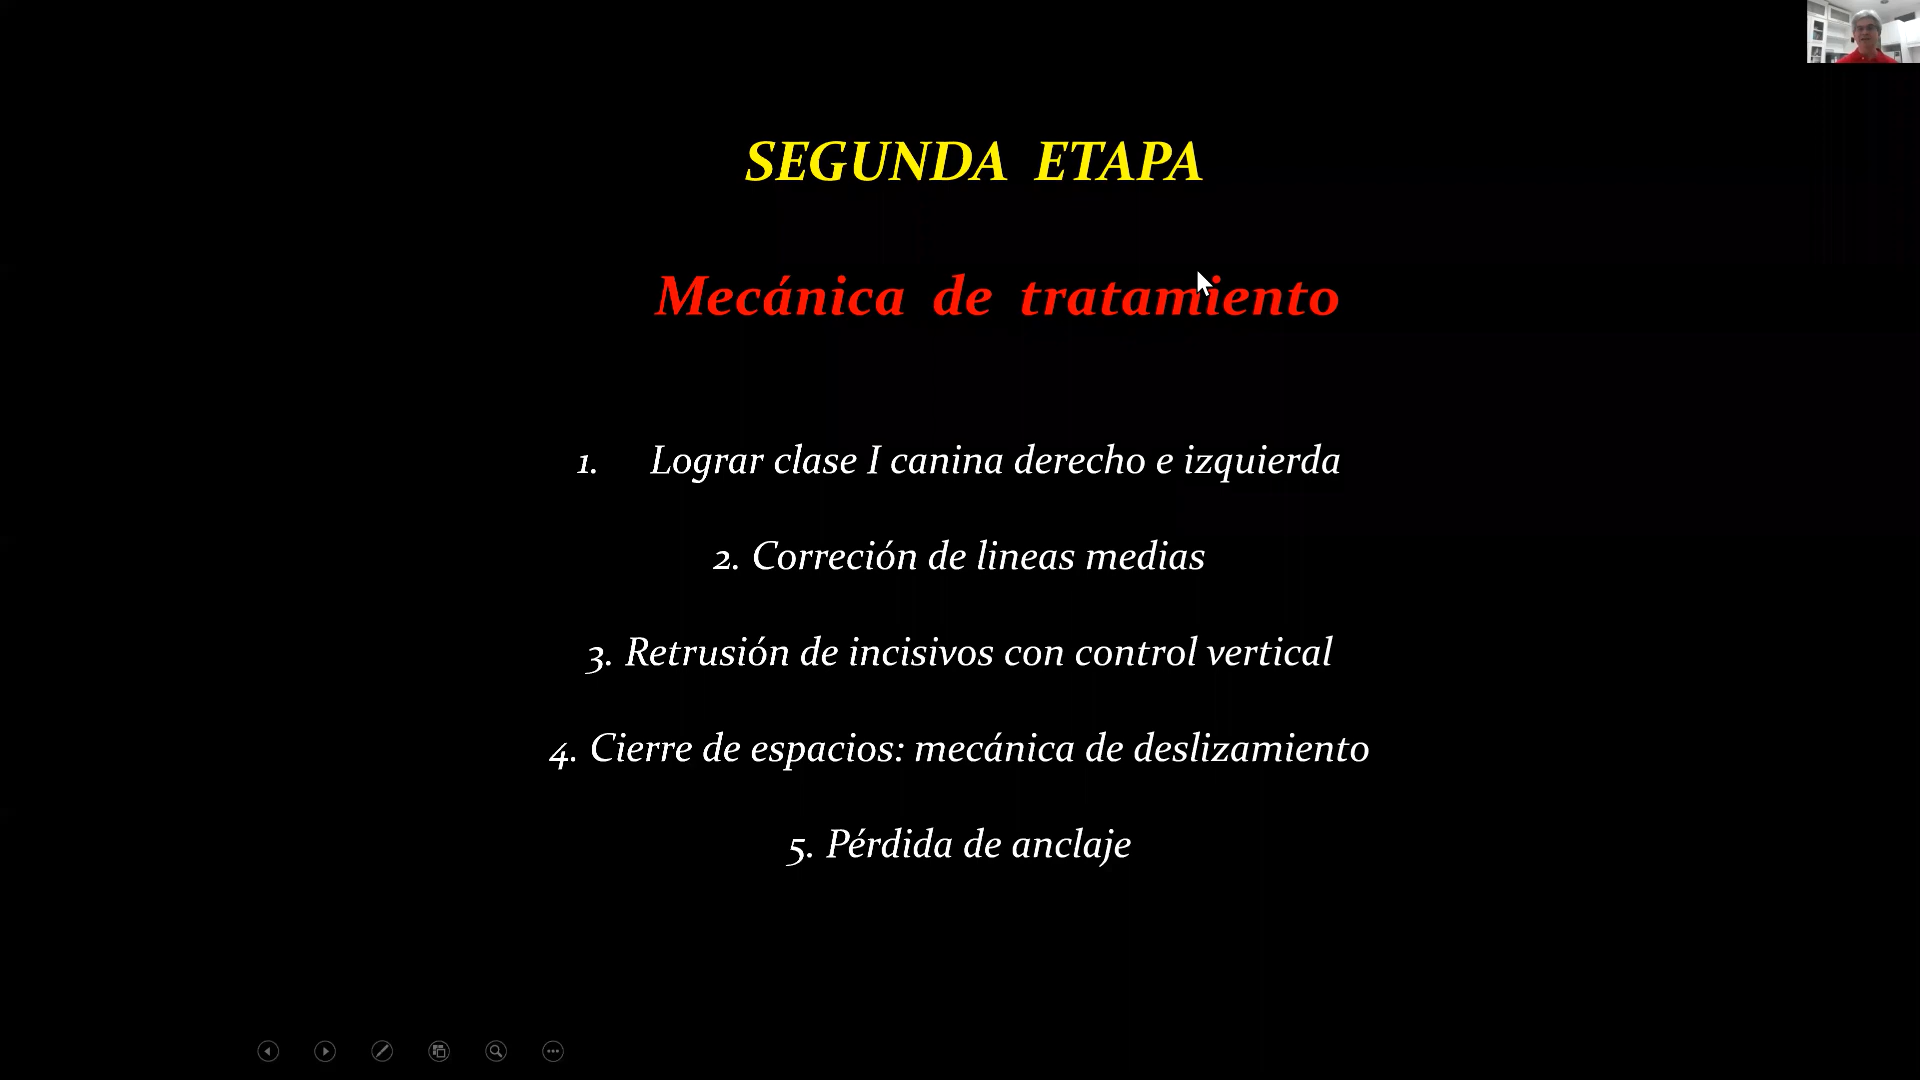 SEGUNDA ETAPA
Mecánica de tratamiento
1. Lograr clase I canina derecho e izquierda
2. Correción de lineas medias
3. Retrusión de incisivos con control vertical
4. Cierre de espacios: mecánica de deslizamiento
5. Pérdida de anclaje